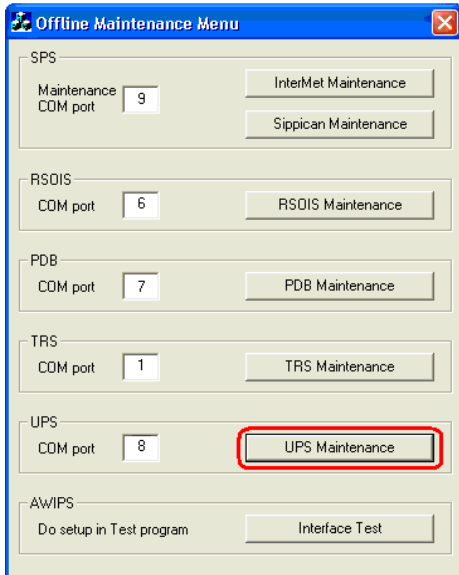 Offline Maintenance Menu
SPS
Maintenance COM port 9
InterMet Maintenance
Sippican Maintenance
RSOIS
COM port 6 RSOIS Maintenance
PDB
COM port 7 PDB Maintenance
TRS
COM port 1 TRS Maintenance
UPS
COM port 8 UPS Maintenance
AWIPS
Do setup in Test program Interface Test